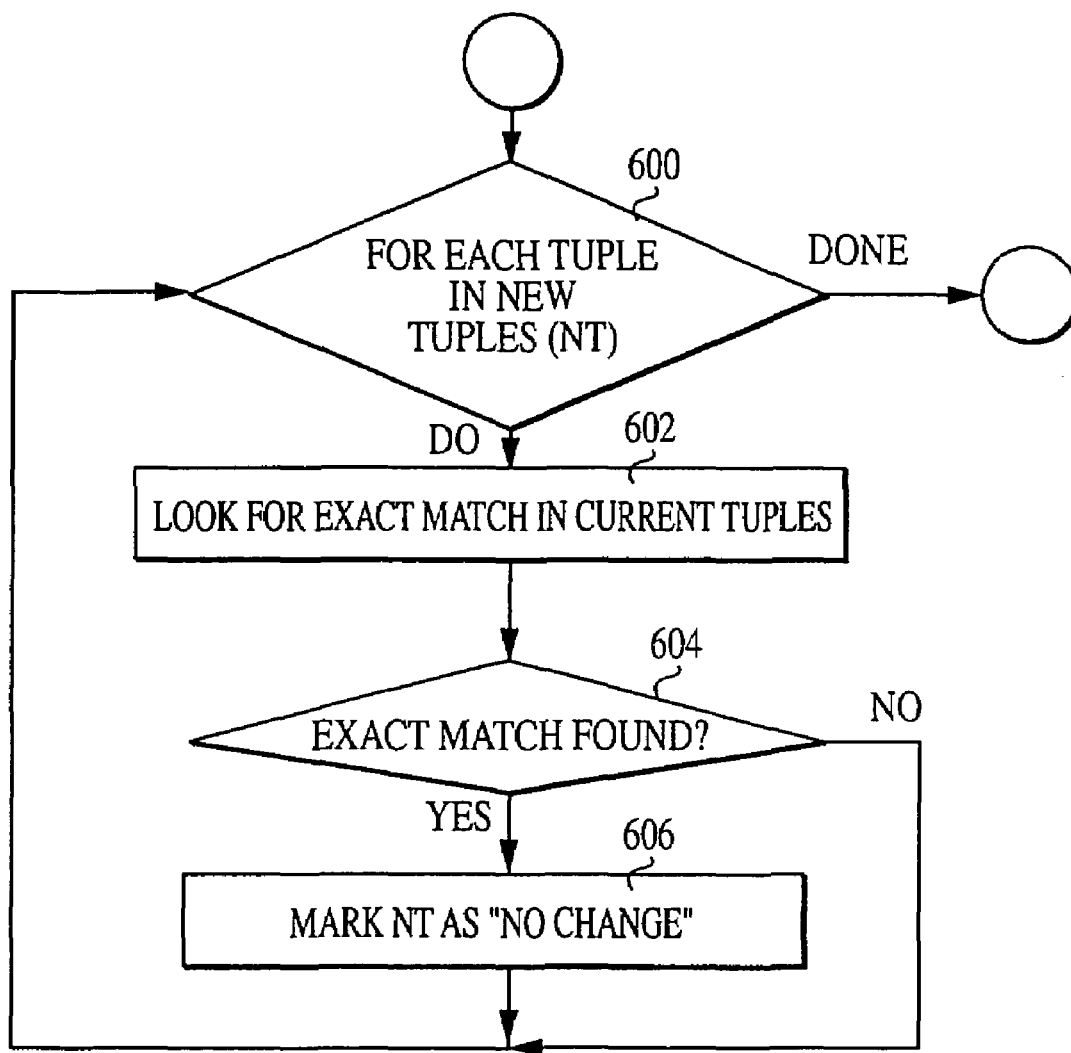 600
FOR EACH TUPLE
IN NEW
TUPLES (NT)
DONE
DO
602
LOOK FOR EXACT MATCH IN CURRENT TUPLES
604
EXACT MATCH FOUND?
NO
YES
606
MARK NT AS "NO CHANGE"